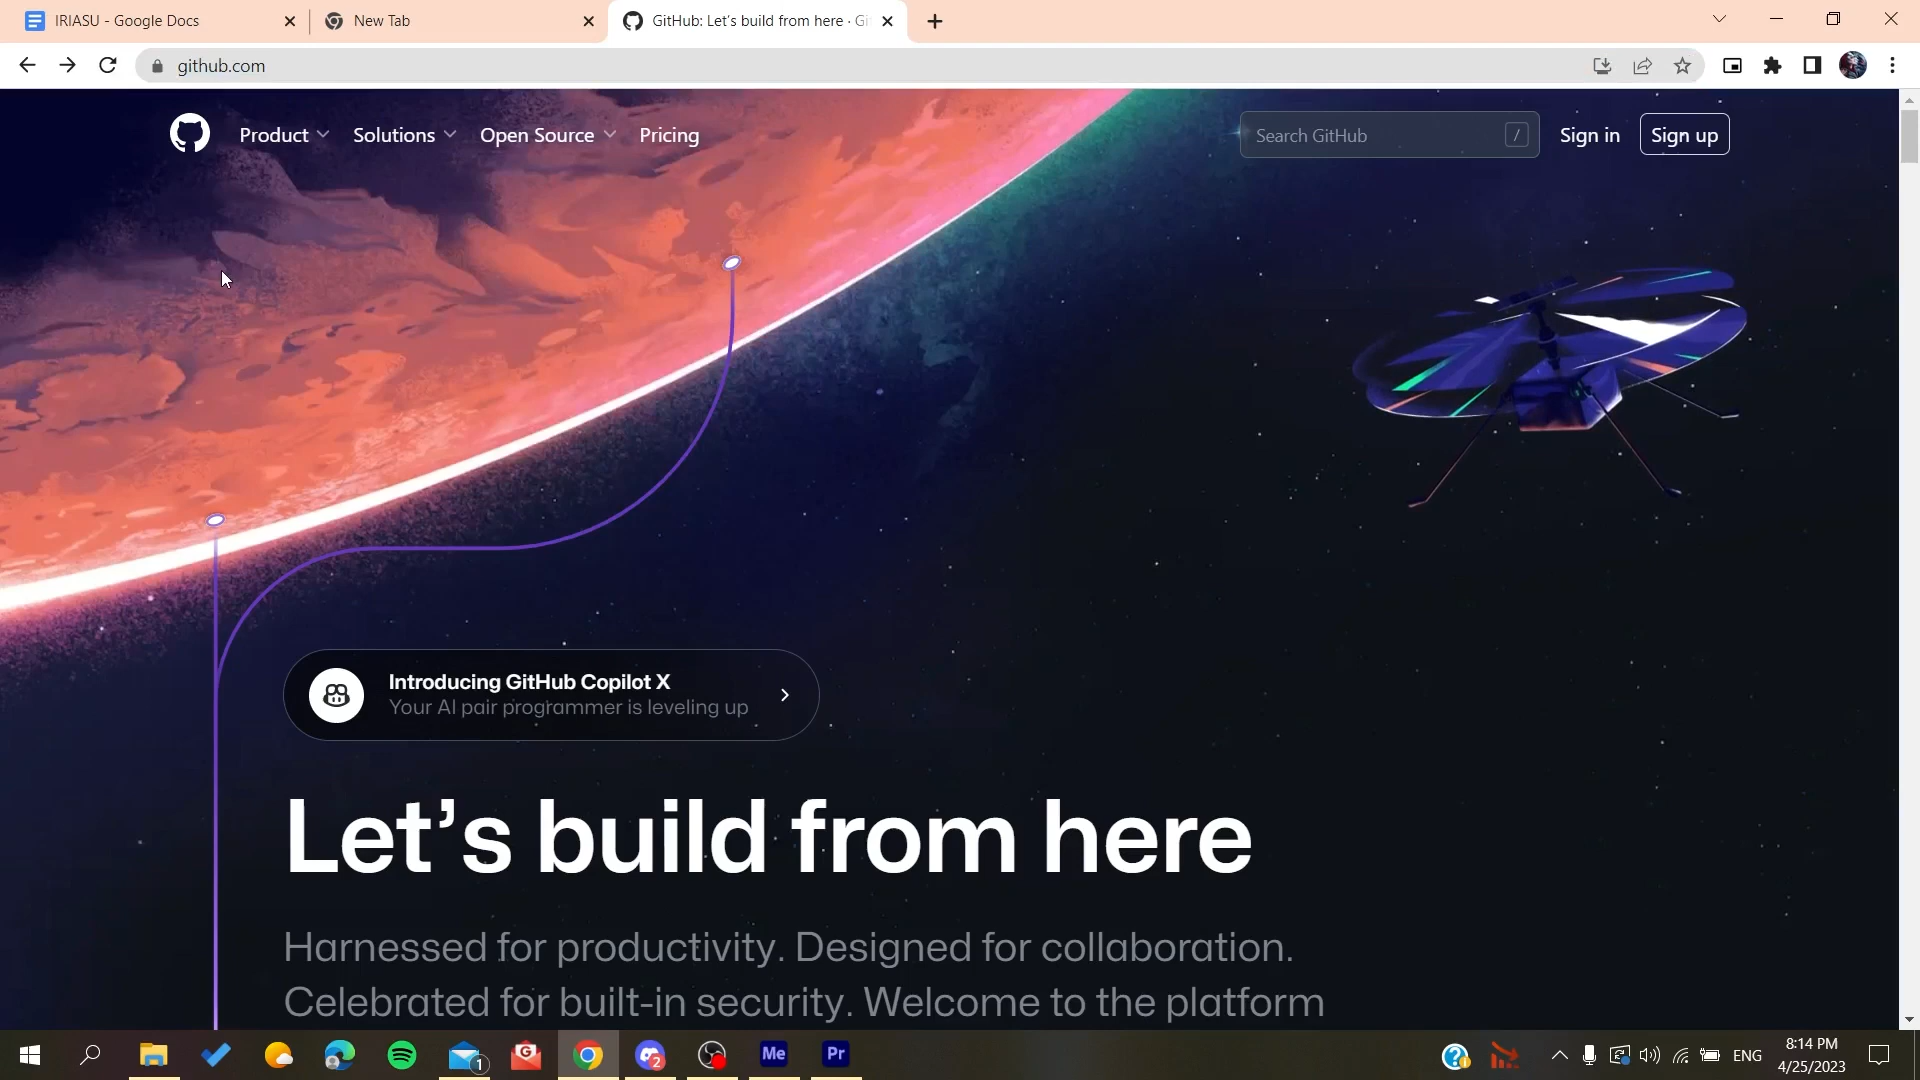 IRIASU - Google Docs
New Tab
GitHub: Let's build from here · Gi
github.com
Product
Solutions
Open Source
Pricing
Search GitHub
/
Sign in
Sign up
Introducing GitHub Copilot X
Your AI pair programmer is leveling up
Let’s build from here
Harnessed for productivity. Designed for collaboration.
Celebrated for built-in security. Welcome to the platform
1
G
2
Me
Pr
ENG
8:14 PM
4/25/2023